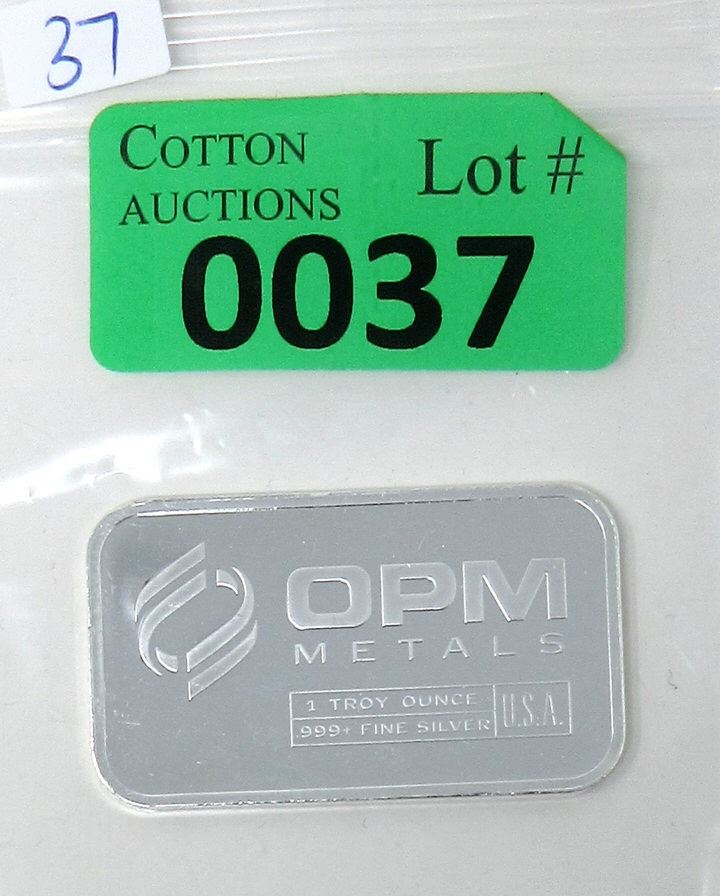 37
COTTON
AUCTIONS
Lot #
0037
OPM
METALS
1 TROY OUNCE
.999+ FINE SILVER
U.S.A.